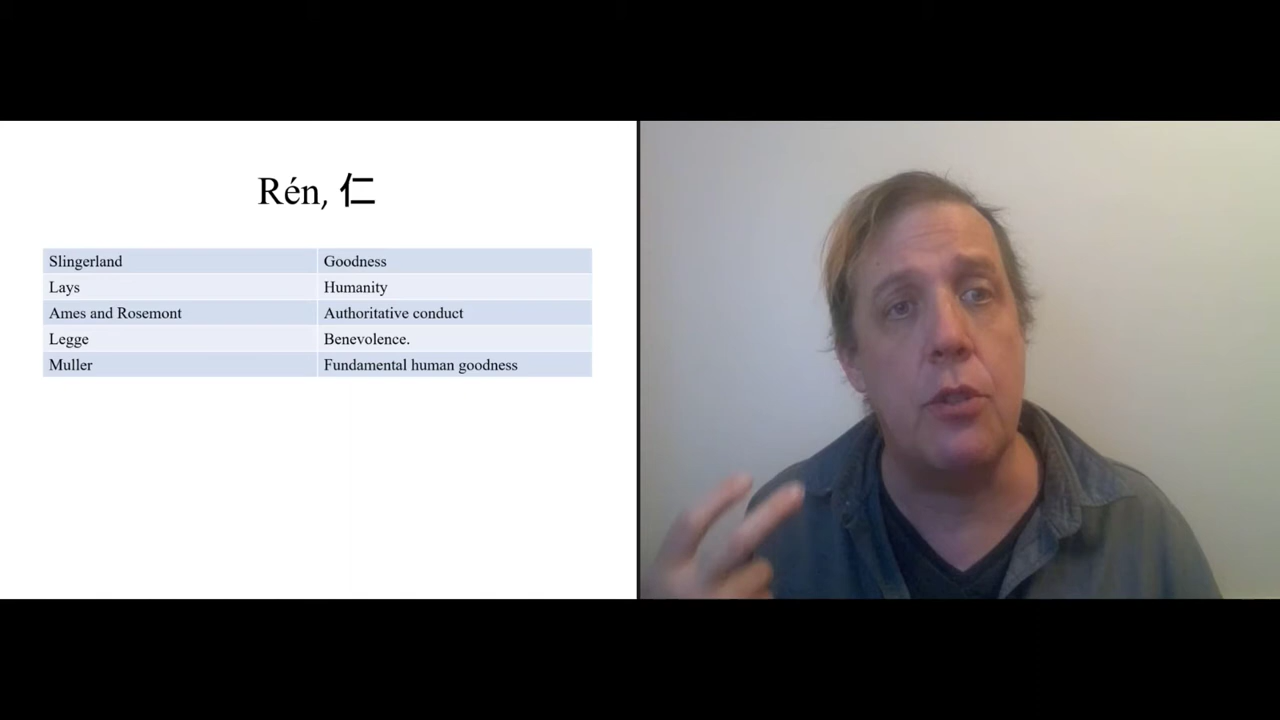 Rén, 仁
Slingerland Goodness
Lays Humanity
Ames and Rosemont Authoritative conduct
Legge Benevolence.
Muller Fundamental human goodness